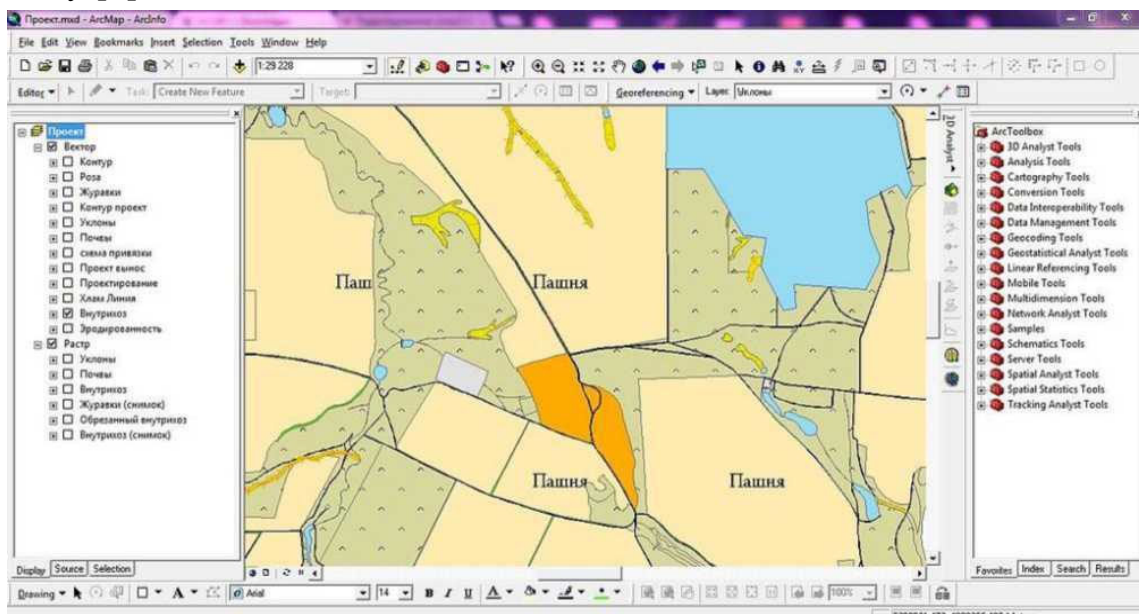 Проект.mxd - ArcMap - ArcInfo
File Edit View Bookmarks Insert Selection Tools Window Help
1:29 228
Editor Task: Create New Feature Target: Georeferencing Layer: Уклоны
Проект
Вектор
Контур
Роза
Журавки
Контур проект
Уклоны
Почвы
схема привязки
Проект вынос
Проектирование
Хлам Линия
Внутрихоз
Эродированность
Растр
Уклоны
Почвы
Внутрихоз
Журавки (снимок)
Обрезанный внутрихоз
Внутрихоз (снимок)
Display Source Selection
Паш
Пашня
Пашня
Пашня
3D Analyst
ArcToolbox
3D Analyst Tools
Analysis Tools
Cartography Tools
Conversion Tools
Data Interoperability Tools
Data Management Tools
Geocoding Tools
Geostatistical Analyst Tools
Linear Referencing Tools
Mobile Tools
Multidimension Tools
Network Analyst Tools
Samples
Schematics Tools
Server Tools
Spatial Analyst Tools
Spatial Statistics Tools
Tracking Analyst Tools
Favorites Index Search Results
Drawing A Arial 14 B I U A 100%